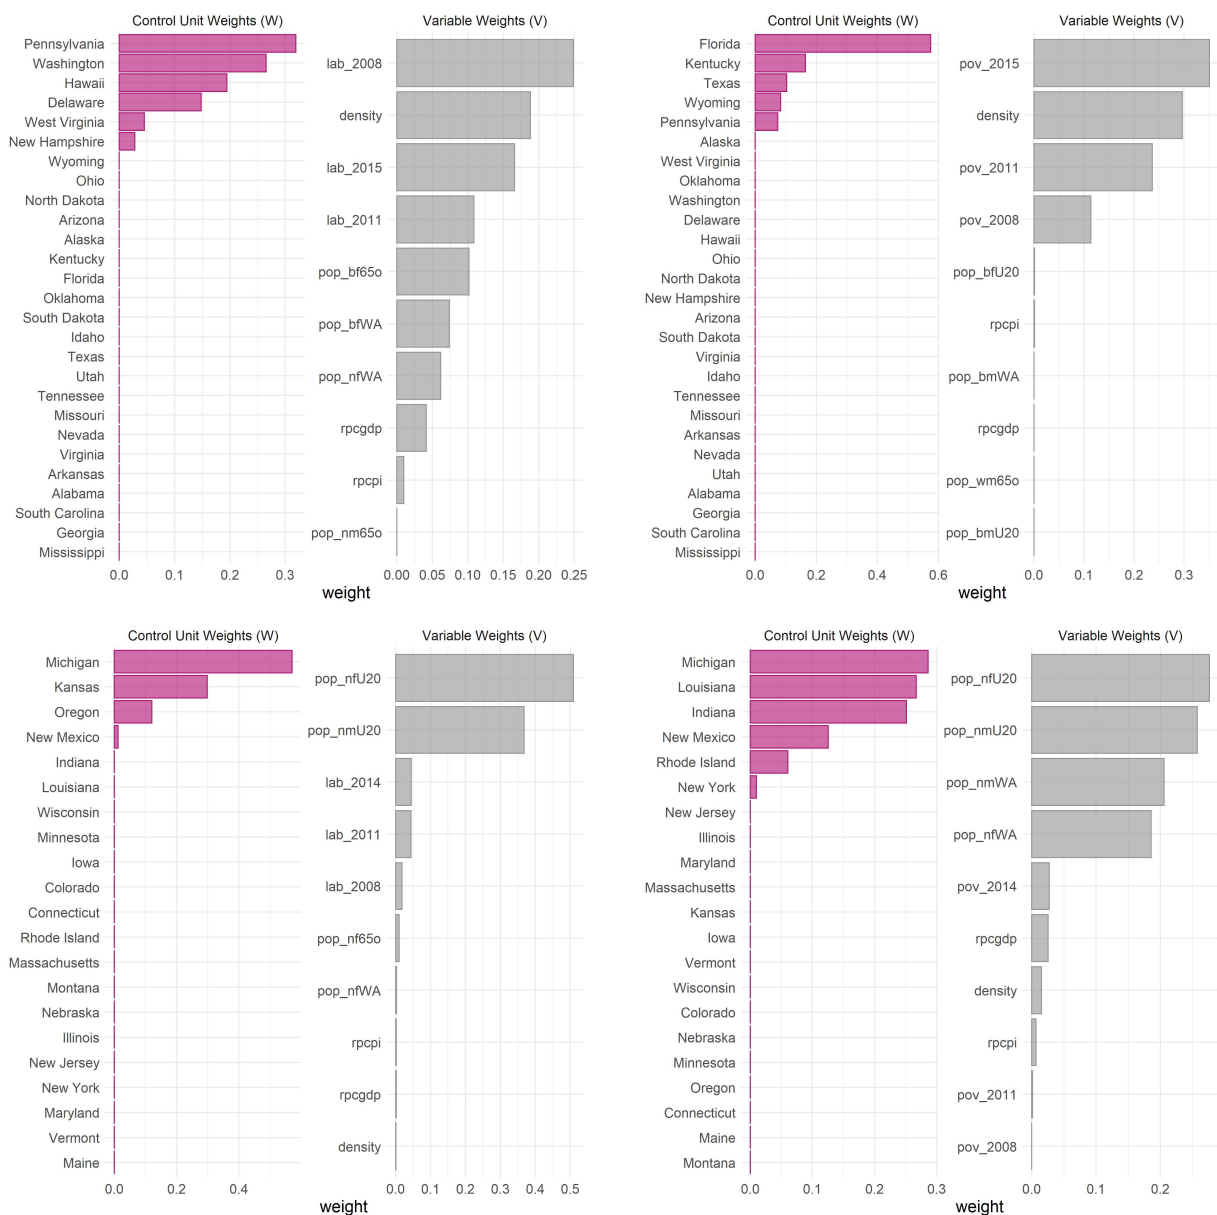 Control Unit Weights (W)
Pennsylvania
Washington
Hawaii
Delaware
West Virginia
New Hampshire
Wyoming
Ohio
North Dakota
Arizona
Alaska
Kentucky
Florida
Oklahoma
South Dakota
Idaho
Texas
Utah
Tennessee
Missouri
Nevada
Virginia
Arkansas
Alabama
South Carolina
Georgia
Mississippi
0.0 0.1 0.2 0.3
Variable Weights (V)
lab_2008
density
lab_2015
lab_2011
pop_bf65o
pop_bfWA
pop_nfWA
rpcgdp
rpcpi
pop_nm65o
0.00 0.05 0.10 0.15 0.20 0.25
weight
Control Unit Weights (W)
Florida
Kentucky
Texas
Wyoming
Pennsylvania
Alaska
West Virginia
Oklahoma
Washington
Delaware
Hawaii
Ohio
North Dakota
New Hampshire
Arizona
South Dakota
Virginia
Idaho
Tennessee
Missouri
Arkansas
Nevada
Utah
Alabama
Georgia
South Carolina
Mississippi
0.0 0.2 0.4 0.6
Variable Weights (V)
pov_2015
density
pov_2011
pov_2008
pop_bfU20
rpcpi
pop_bmWA
rpcgdp
pop_wm65o
pop_bmU20
0.0 0.1 0.2 0.3
weight
Control Unit Weights (W)
Michigan
Kansas
Oregon
New Mexico
Indiana
Louisiana
Wisconsin
Minnesota
Iowa
Colorado
Connecticut
Rhode Island
Massachusetts
Montana
Nebraska
Illinois
New Jersey
New York
Maryland
Vermont
Maine
0.0 0.2 0.4
Variable Weights (V)
pop_nfU20
pop_nmU20
lab_2014
lab_2011
lab_2008
pop_nf65o
pop_nfWA
rpcpi
rpcgdp
density
0.0 0.1 0.2 0.3 0.4 0.5
weight
Control Unit Weights (W)
Michigan
Louisiana
Indiana
New Mexico
Rhode Island
New York
New Jersey
Illinois
Maryland
Massachusetts
Kansas
Iowa
Vermont
Wisconsin
Colorado
Nebraska
Minnesota
Oregon
Connecticut
Maine
Montana
0.0 0.1 0.2 0.3
Variable Weights (V)
pop_nfU20
pop_nmU20
pop_nmWA
pop_nfWA
pov_2014
rpcgdp
density
rpcpi
pov_2011
pov_2008
0.0 0.1 0.2
weight